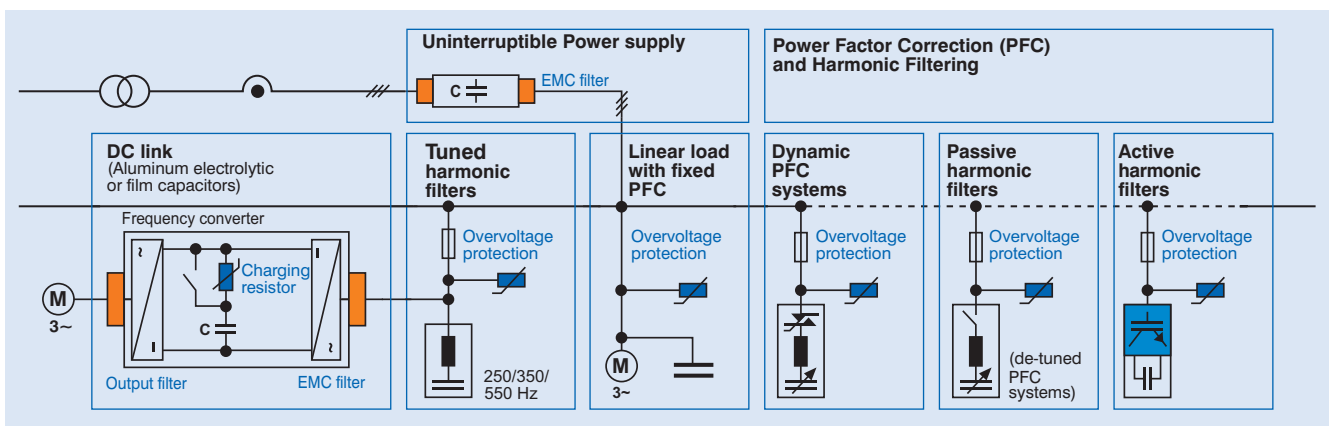 Uninterruptible Power supply
EMC filter
C
Power Factor Correction (PFC)
and Harmonic Filtering
DC link
(Aluminum electrolytic
or film capacitors)
Frequency converter
~
Charging
resistor
C
~
M
3~
Output filter
EMC filter
Tuned
harmonic
filters
Overvoltage
protection
250/350/
550 Hz
Linear load
with fixed
PFC
Overvoltage
protection
M
3~
Dynamic
PFC
systems
Overvoltage
protection
Passive
harmonic
filters
Overvoltage
protection
(de-tuned
PFC
systems)
Active
harmonic
filters
Overvoltage
protection